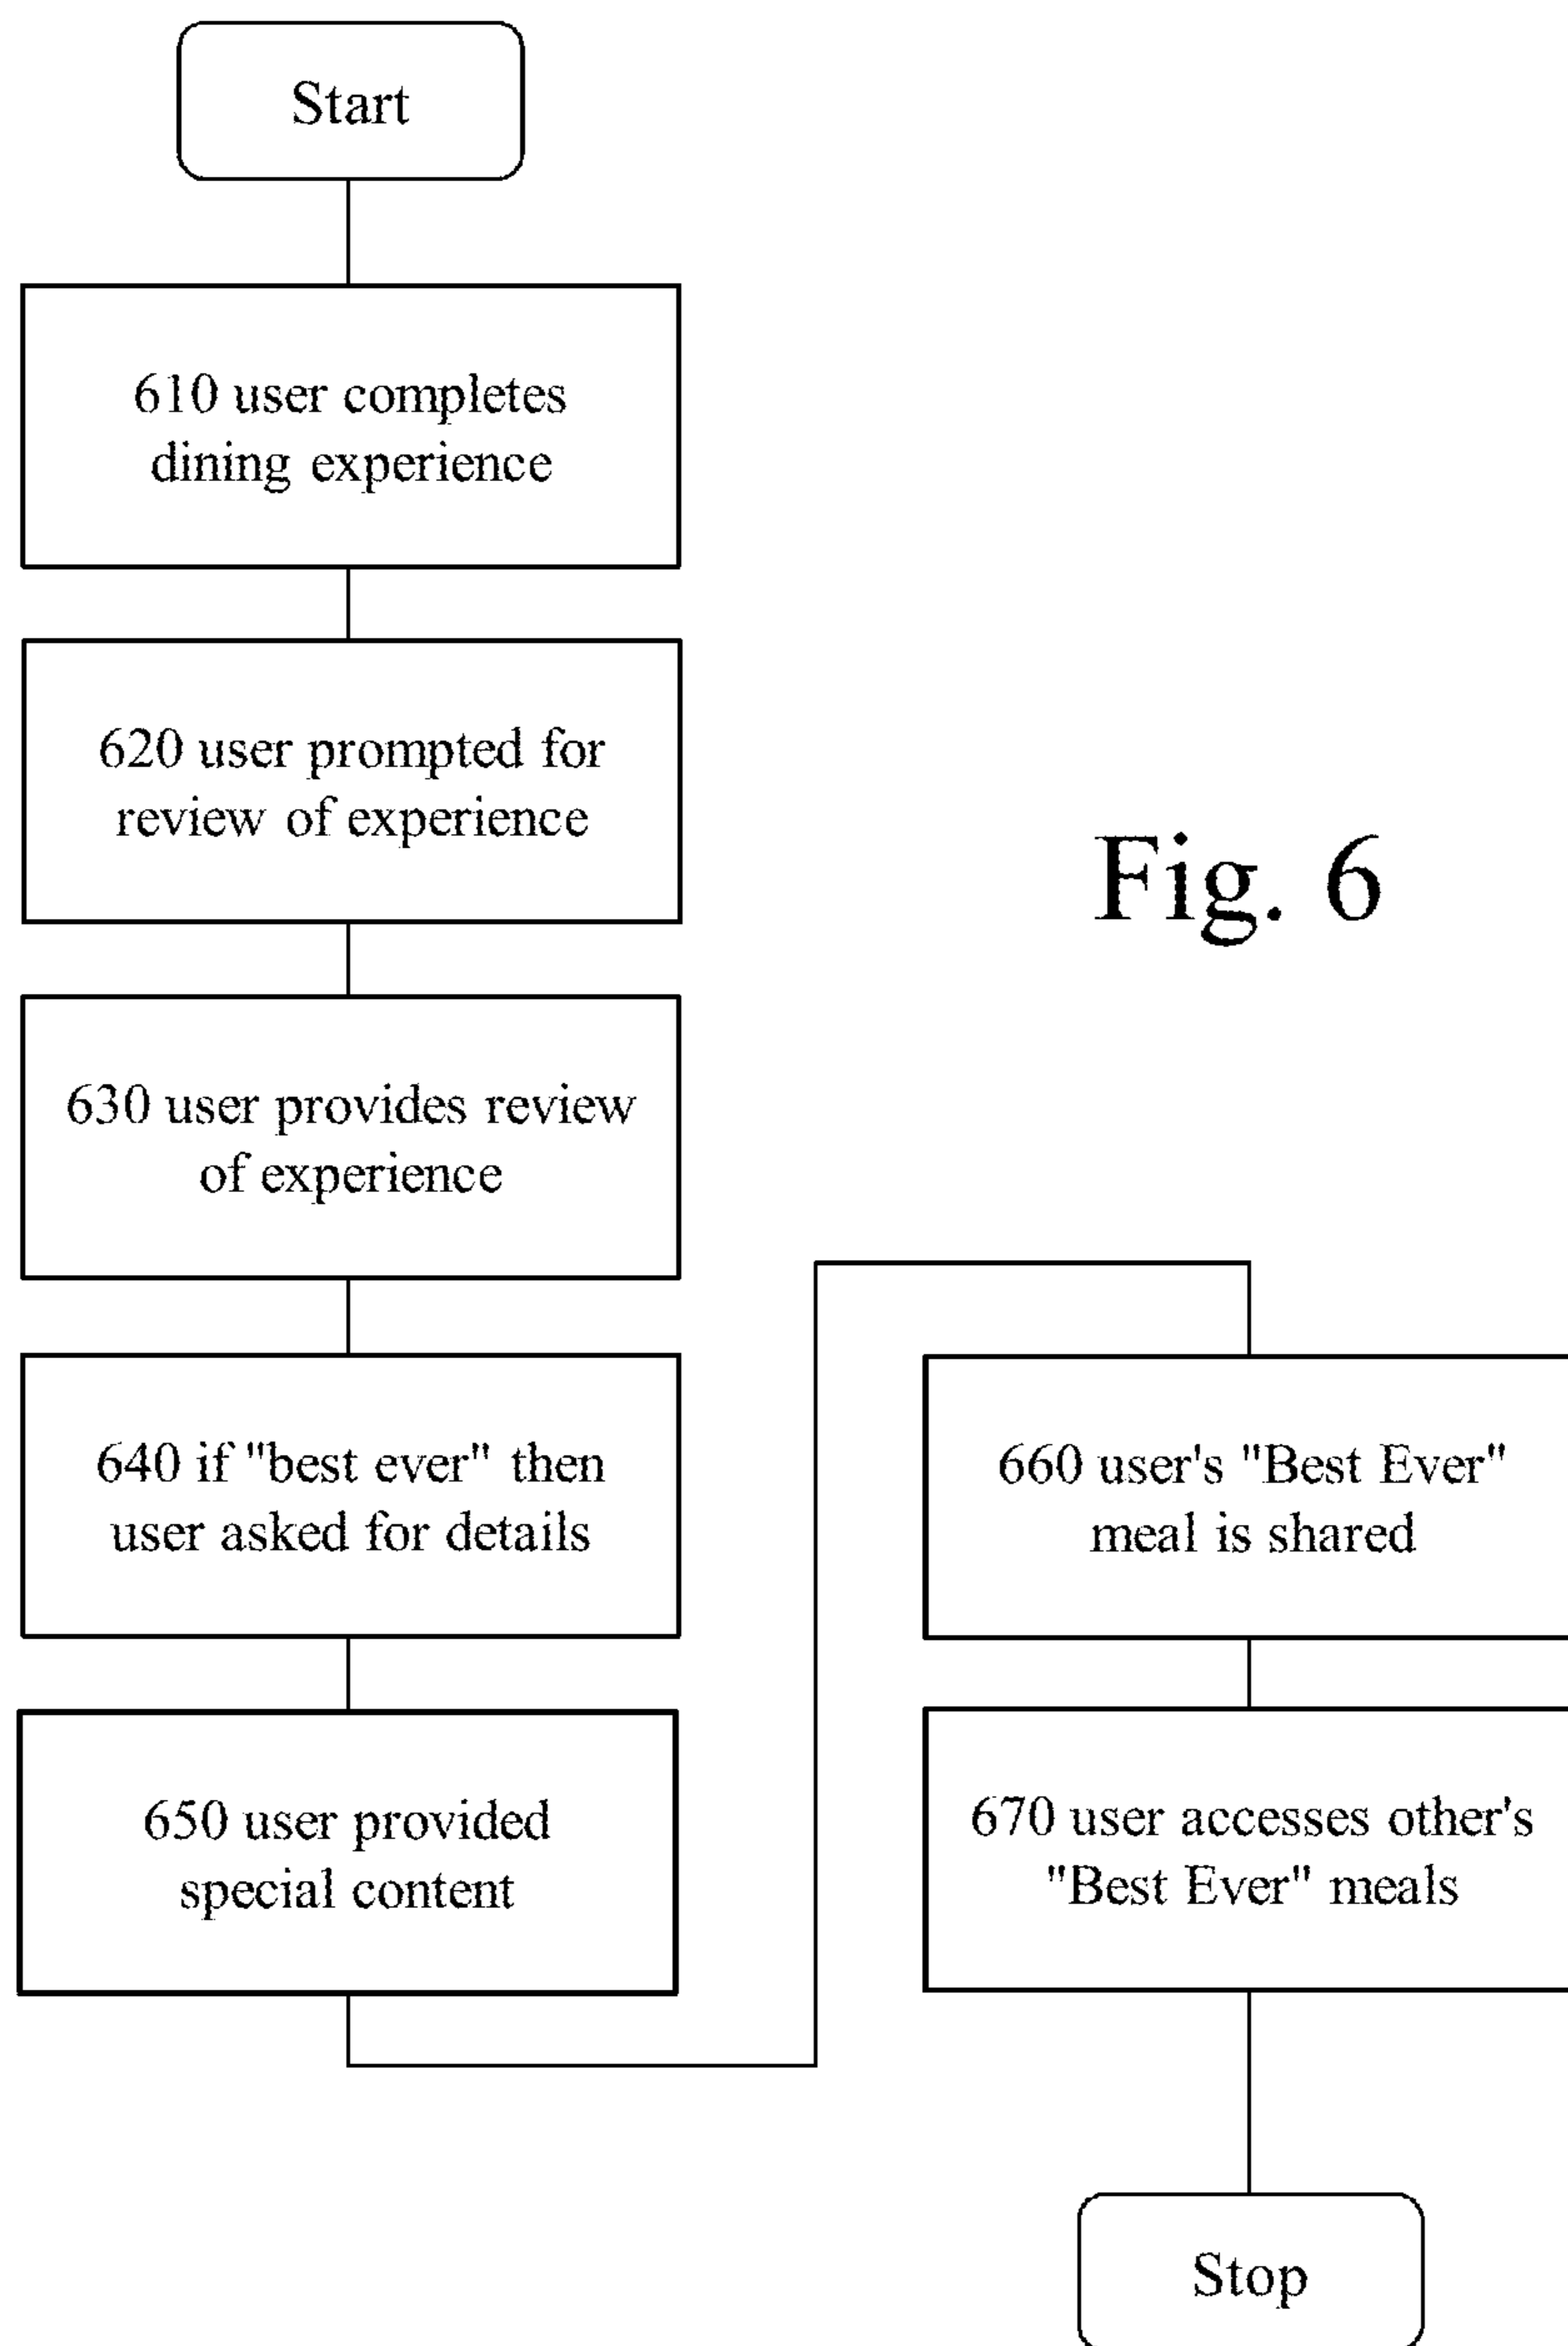 Start
610 user completes
dining experience
620 user prompted for
review of experience
630 user provides review
of experience
640 if "best ever" then
user asked for details
650 user provided
special content
Fig. 6
660 user's "Best Ever"
meal is shared
670 user accesses other's
"Best Ever" meals
Stop